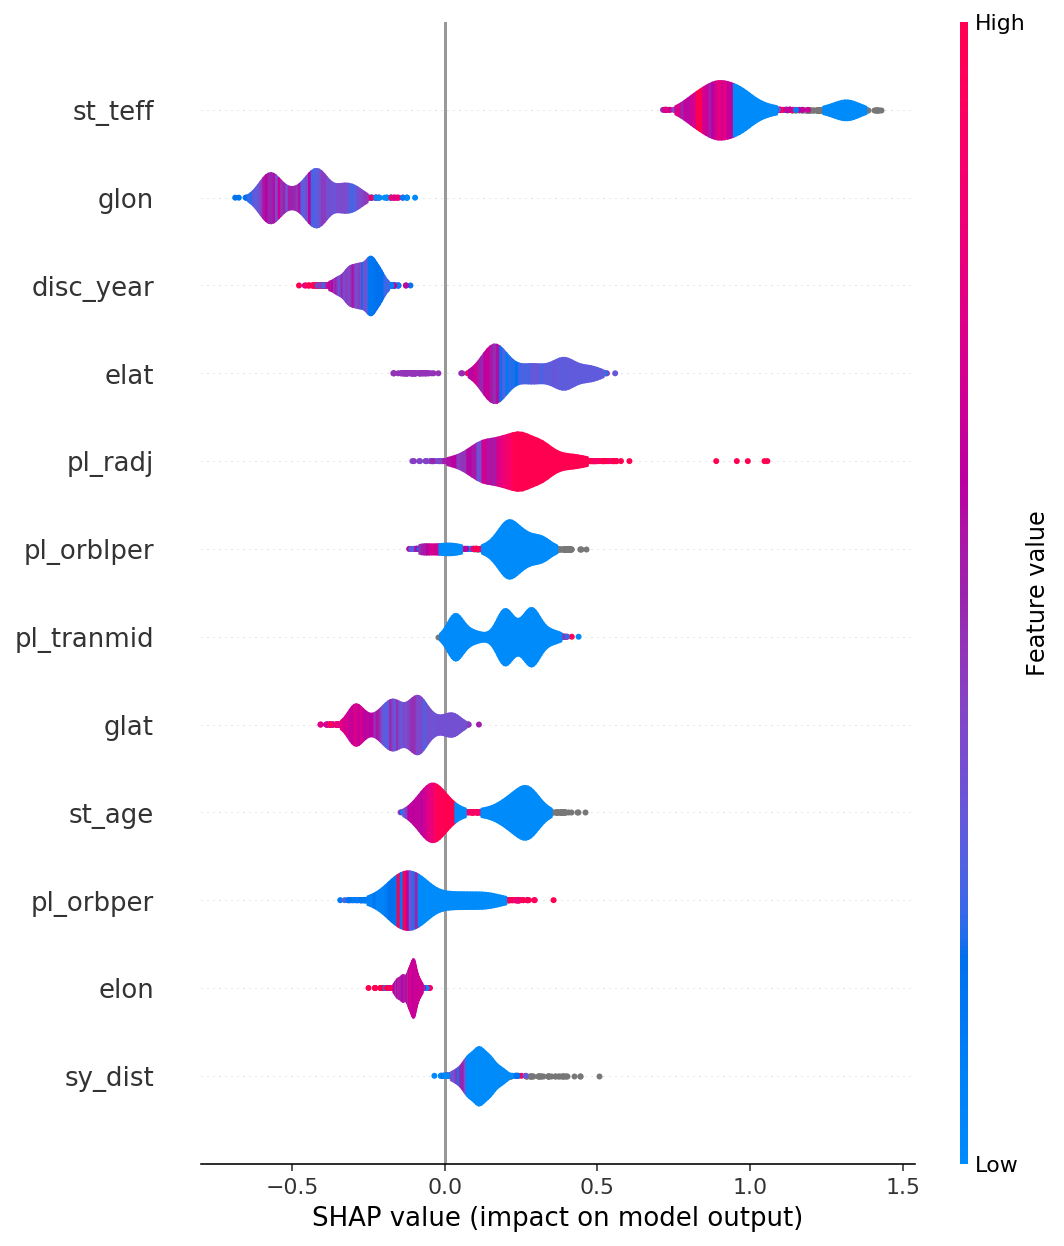 High
st_teff
glon
disc_year
elat
pl_radj
pl_orblper
pl_tranmid
glat
st_age
pl_orbper
elon
sy_dist
Feature value
Low
−0.5 0.0 0.5 1.0 1.5
SHAP value (impact on model output)